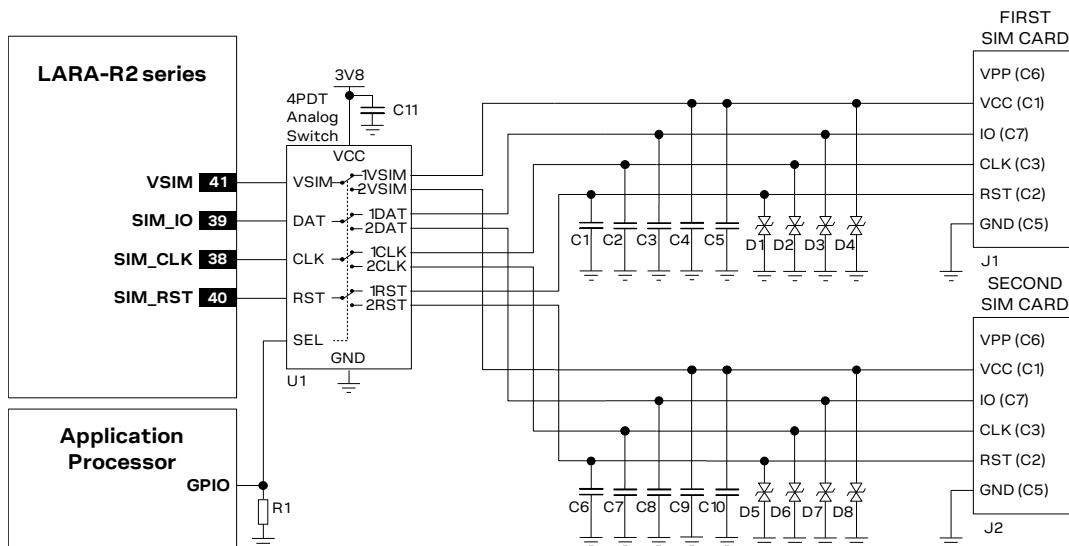 LARA-R2 series
VSIM 41
SIM_IO 39
SIM_CLK 38
SIM_RST 40
Application
Processor
GPIO
R1
3V8
C11
4PDT
Analog
Switch
VCC
VSIM
1VSIM
2VSIM
DAT
1DAT
2DAT
CLK
1CLK
2CLK
RST
1RST
2RST
SEL
GND
U1
C1 C2 C3 C4 C5 D1 D2 D3 D4
FIRST
SIM CARD
VPP (C6)
VCC (C1)
IO (C7)
CLK (C3)
RST (C2)
GND (C5)
J1
C6 C7 C8 C9 C10 D5 D6 D7 D8
SECOND
SIM CARD
VPP (C6)
VCC (C1)
IO (C7)
CLK (C3)
RST (C2)
GND (C5)
J2